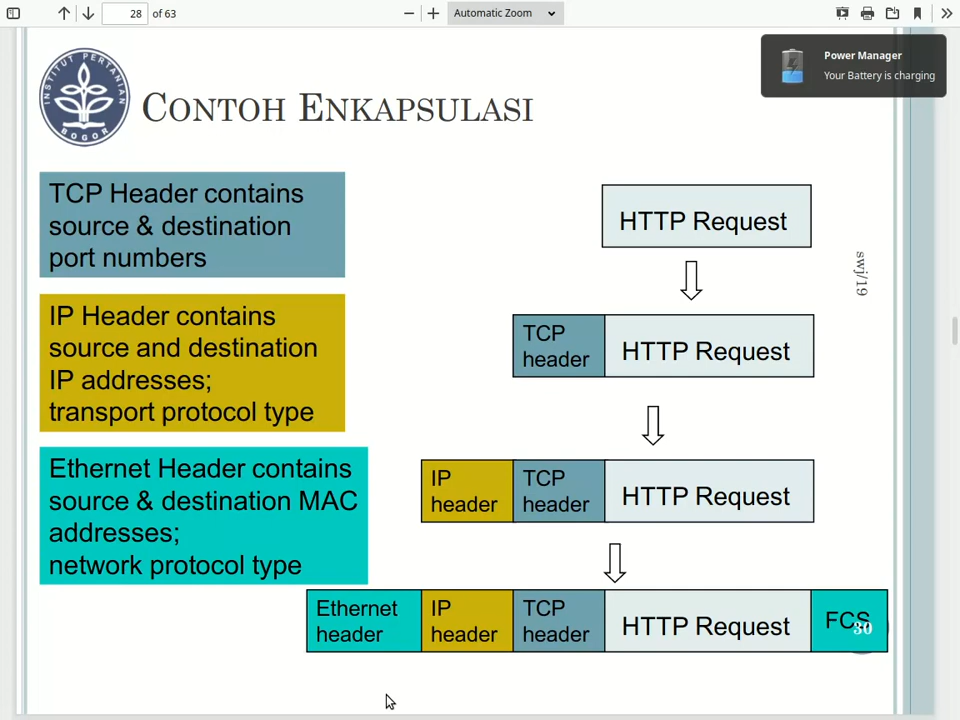 28 of 63
Automatic Zoom
Power Manager
Your Battery is charging
INSTITUT PERTANIAN
BOGOR
CONTOH ENKAPSULASI
TCP Header contains
source & destination
port numbers
IP Header contains
source and destination
IP addresses;
transport protocol type
Ethernet Header contains
source & destination MAC
addresses;
network protocol type
HTTP Request
TCP
header
HTTP Request
IP
header
TCP
header
HTTP Request
Ethernet
header
IP
header
TCP
header
HTTP Request
FCS
30
swj/19